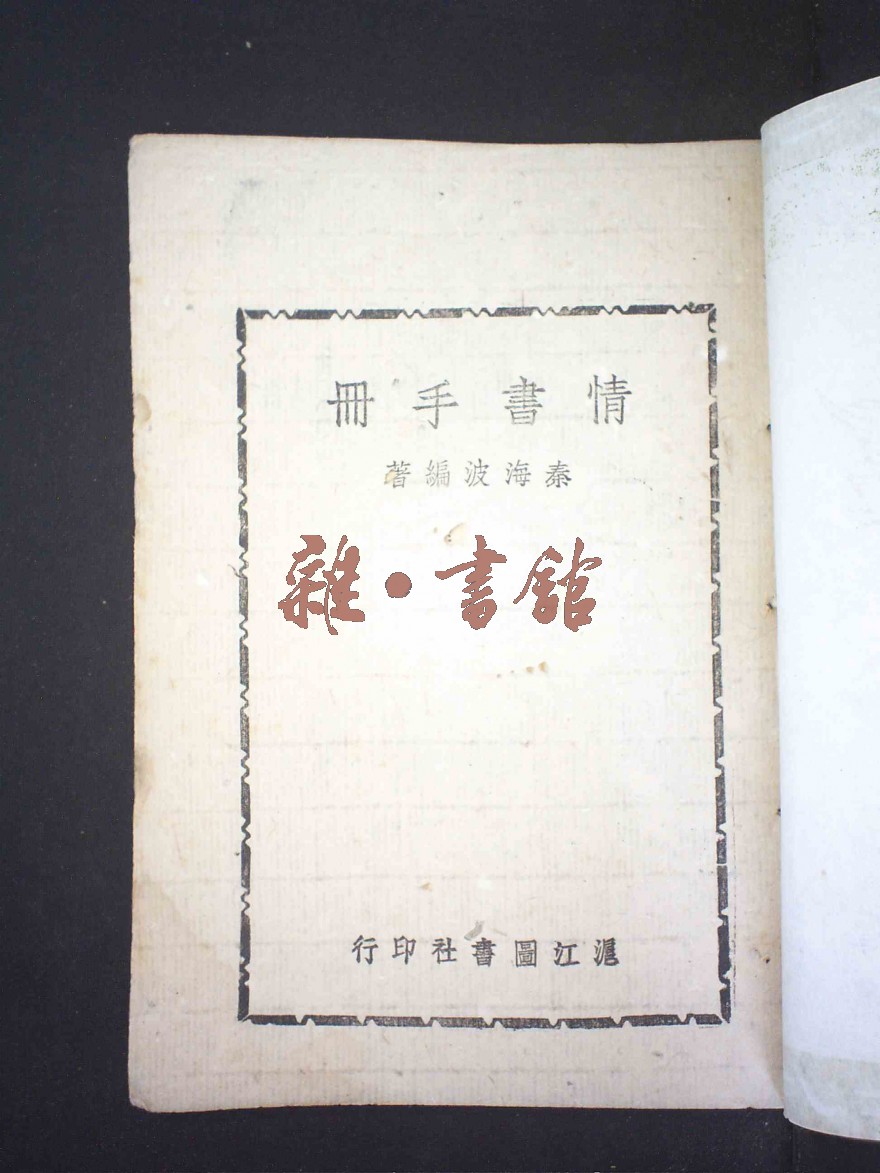 情書手冊
秦海波編著
雜·書館
滬江圖書社印行